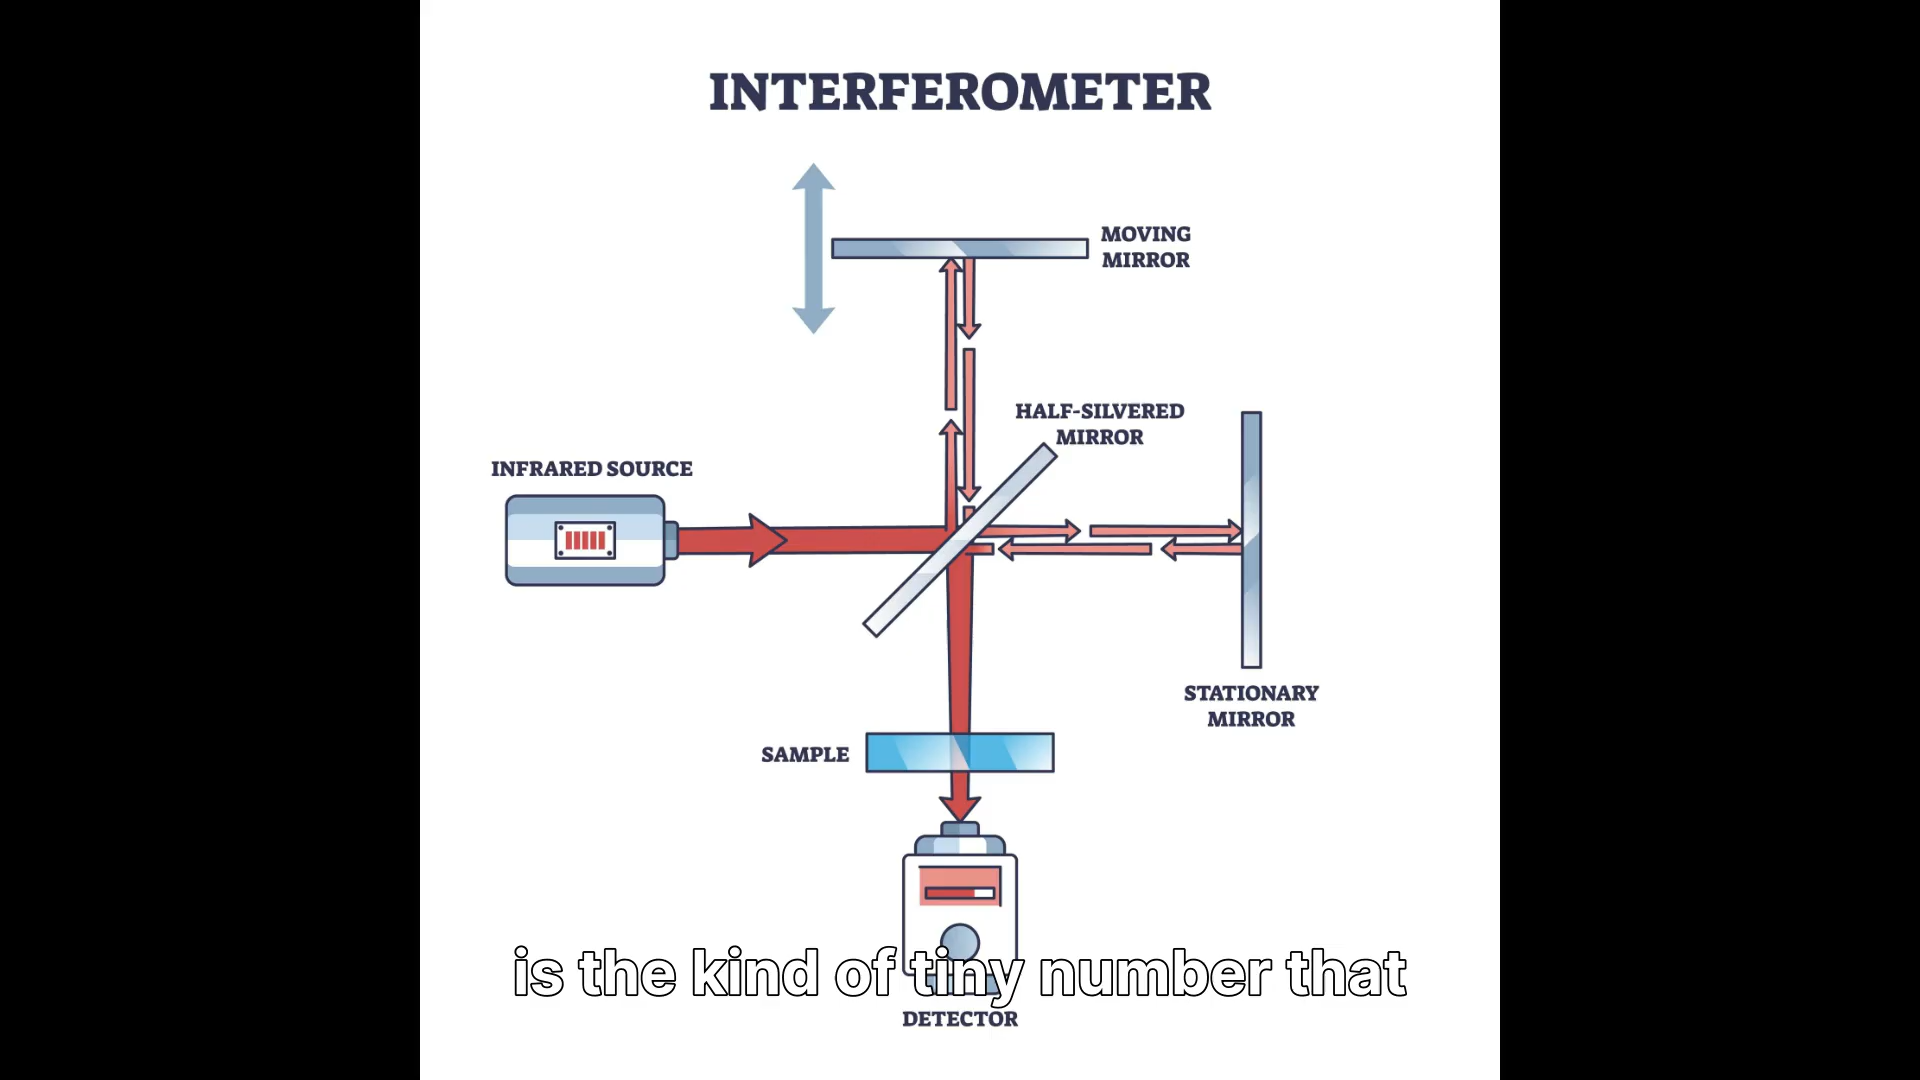 INTERFEROMETER
MOVING
MIRROR
HALF-SILVERED
MIRROR
INFRARED SOURCE
STATIONARY
MIRROR
SAMPLE
is the kind of tiny number that
DETECTOR